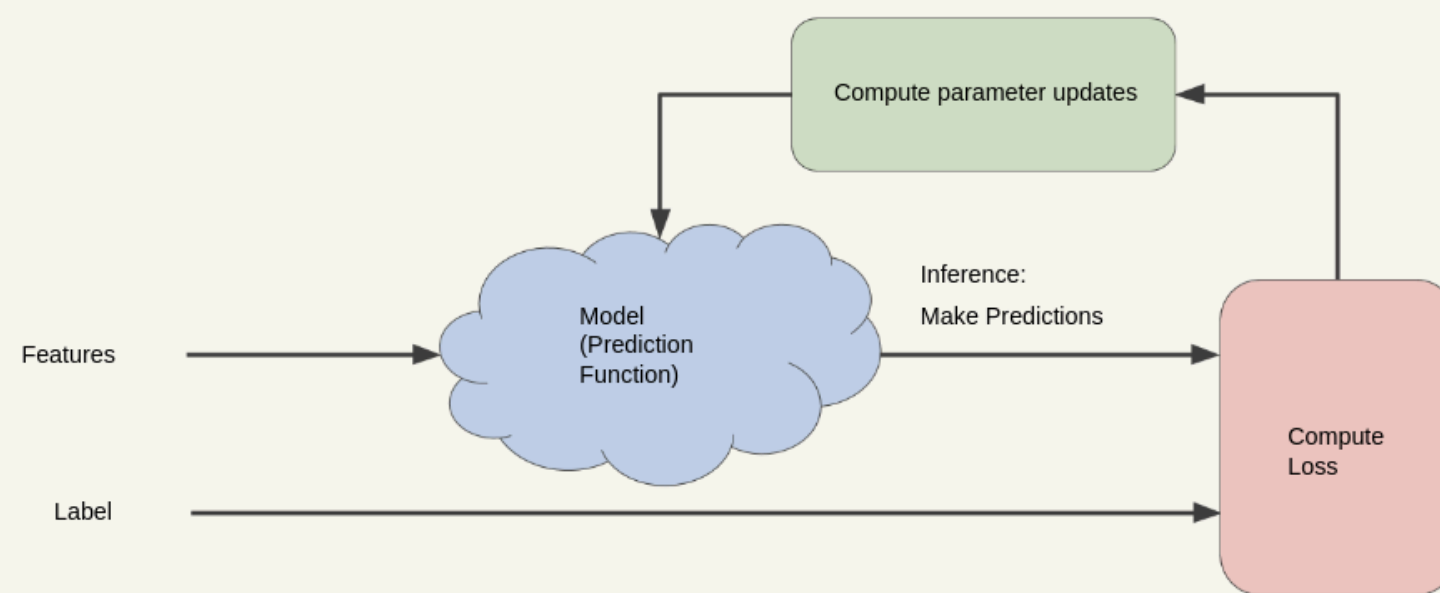 Compute parameter updates
Inference:
Make Predictions
Model
(Prediction
Function)
Features
Compute
Loss
Label